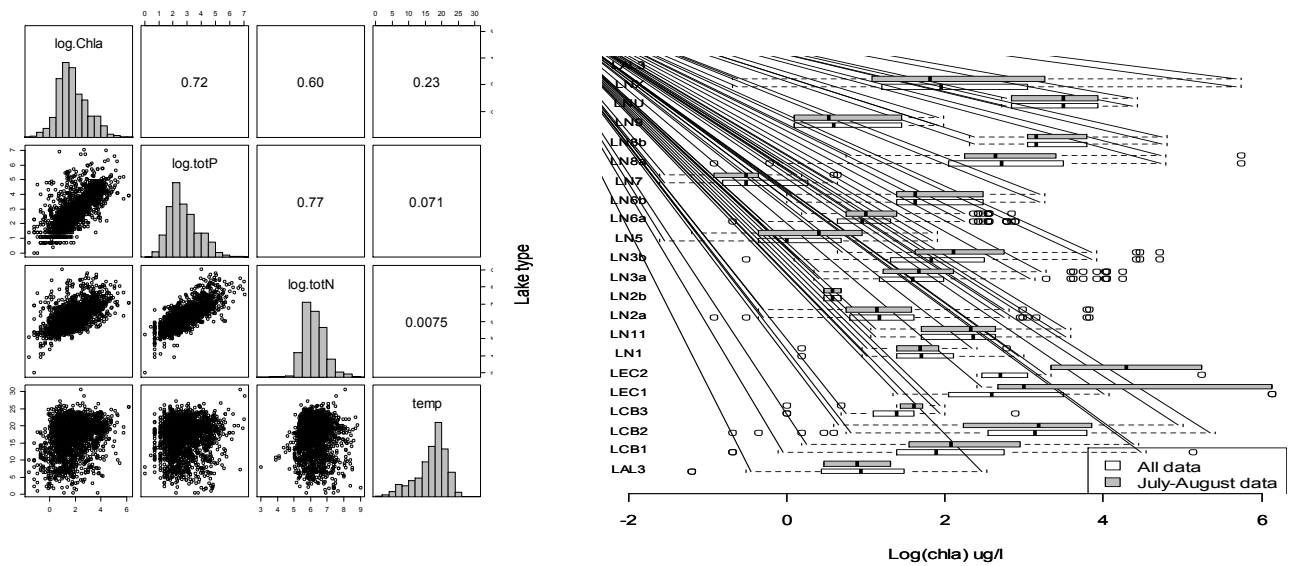 0 1 2 3 4 5 6 7
0 5 10 15 20 25 30
log.Chla
0.72
0.60
0.23
log.totP
0.77
0.071
log.totN
0.0075
temp
0 1 2 3 4 5 6 7
0 5 10 15 20 25 30
0 2 4 6
3 4 5 6 7 8 9
Lake type
LAL3
LNX
LNU
LN9
LN8b
LN8a
LN7
LN6b
LN6a
LN5
LN3b
LN3a
LN2b
LN2a
LN11
LN1
LEC2
LEC1
LCB3
LCB2
LCB1
LAL3
All data
July-August data
-2 0 2 4 6
Log(chla) ug/l